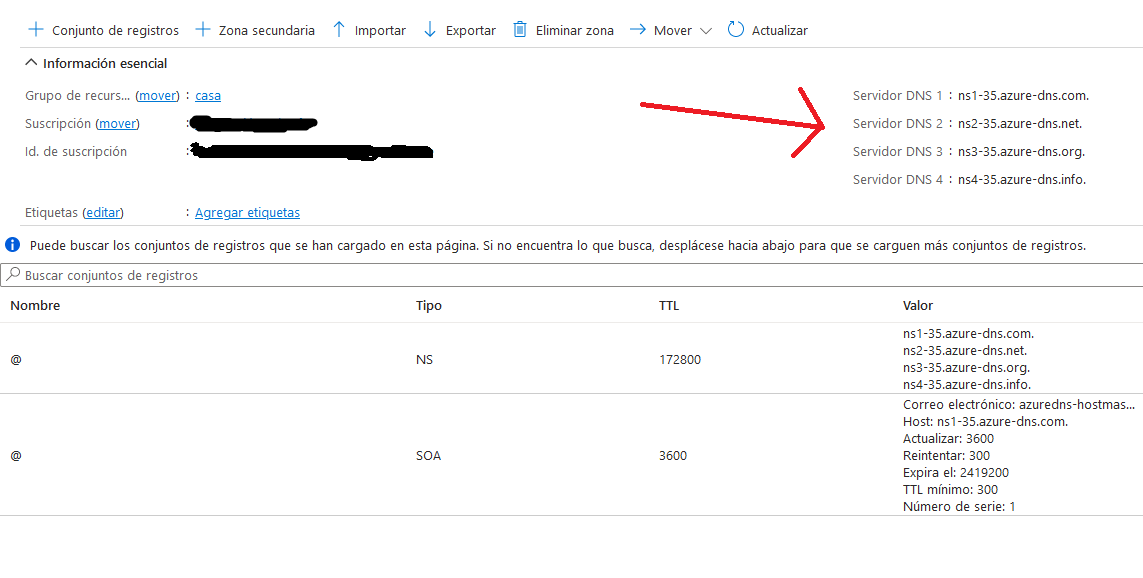 Conjunto de registros Zona secundaria Importar Exportar Eliminar zona Mover Actualizar
Información esencial
Grupo de recurs... (mover) : casa
Suscripción (mover) :
Id. de suscripción :
Servidor DNS 1 : ns1-35.azure-dns.com.
Servidor DNS 2 : ns2-35.azure-dns.net.
Servidor DNS 3 : ns3-35.azure-dns.org.
Servidor DNS 4 : ns4-35.azure-dns.info.
Etiquetas (editar) : Agregar etiquetas
Puede buscar los conjuntos de registros que se han cargado en esta página. Si no encuentra lo que busca, desplácese hacia abajo para que se carguen más conjuntos de registros.
Buscar conjuntos de registros
Nombre Tipo TTL Valor
@ NS 172800
ns1-35.azure-dns.com.
ns2-35.azure-dns.net.
ns3-35.azure-dns.org.
ns4-35.azure-dns.info.
@ SOA 3600
Correo electrónico: azuredns-hostmas...
Host: ns1-35.azure-dns.com.
Actualizar: 3600
Reintentar: 300
Expira el: 2419200
TTL mínimo: 300
Número de serie: 1